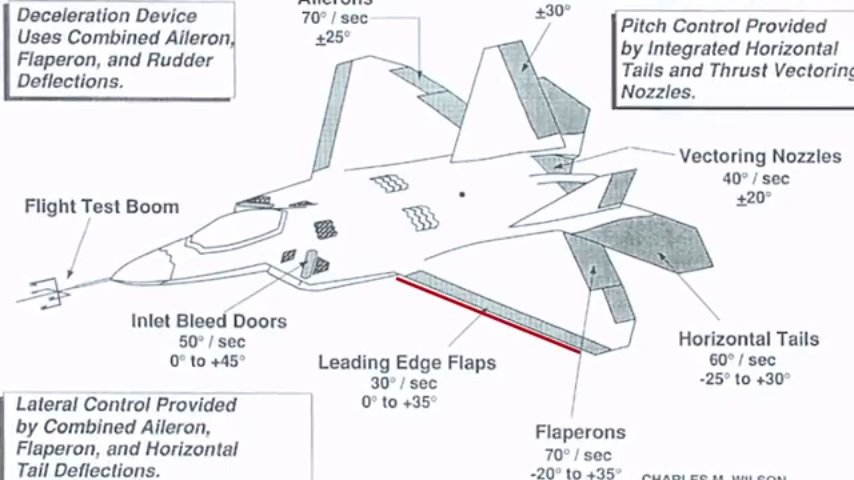 Deceleration Device
Uses Combined Aileron,
Flaperon, and Rudder
Deflections.
Ailerons
70° / sec
±25°
±30°
Pitch Control Provided
by Integrated Horizontal
Tails and Thrust Vectoring
Nozzles.
Vectoring Nozzles
40° / sec
±20°
Flight Test Boom
Inlet Bleed Doors
50° / sec
0° to +45°
Leading Edge Flaps
30° / sec
0° to +35°
Horizontal Tails
60° / sec
-25° to +30°
Lateral Control Provided
by Combined Aileron,
Flaperon, and Horizontal
Tail Deflections.
Flaperons
70° / sec
-20° to +35°
CHARLES M. WILSON